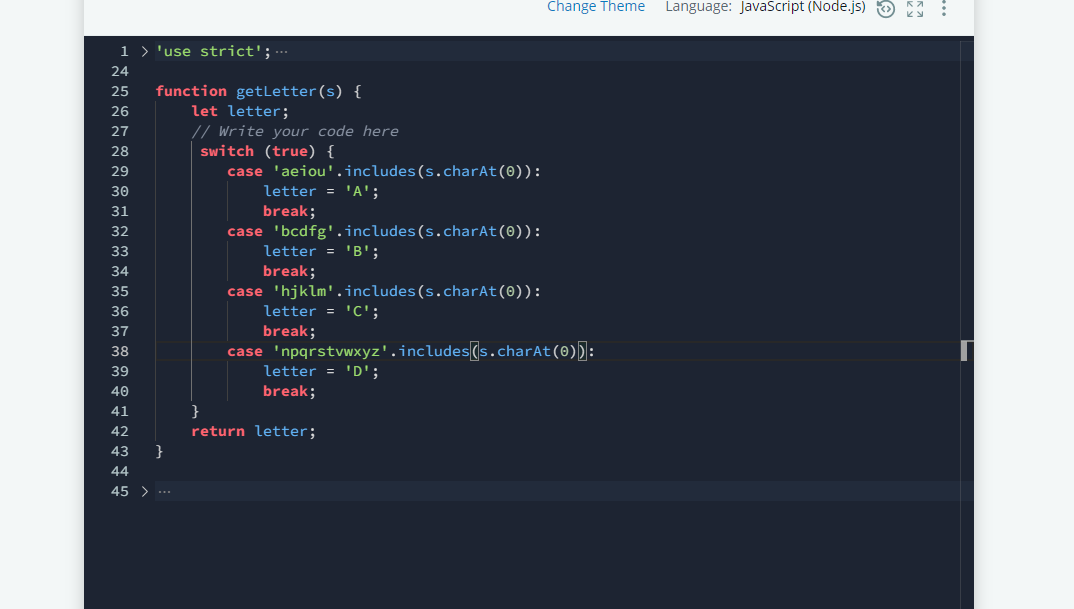 Change Theme Language: JavaScript (Node.js)
1 'use strict';...
24
25 function getLetter(s) {
26 let letter;
27 // Write your code here
28 switch (true) {
29 case 'aeiou'.includes(s.charAt(0)):
30 letter = 'A';
31 break;
32 case 'bcdfg'.includes(s.charAt(0)):
33 letter = 'B';
34 break;
35 case 'hjklm'.includes(s.charAt(0)):
36 letter = 'C';
37 break;
38 case 'npqrstvwxyz'.includes(s.charAt(0)):
39 letter = 'D';
40 break;
41 }
42 return letter;
43 }
44
45 ...